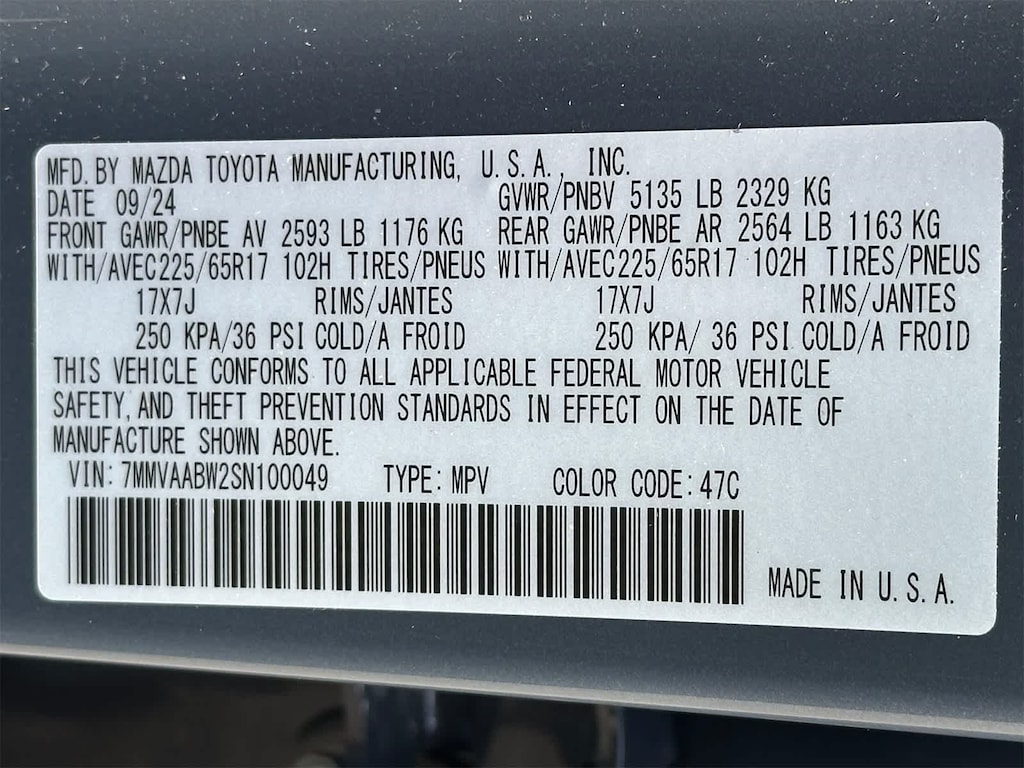 MFD. BY MAZDA TOYOTA MANUFACTURING, U.S.A., INC.
DATE 09/24 GVWR/PNBV 5135 LB 2329 KG
FRONT GAWR/PNBE AV 2593 LB 1176 KG REAR GAWR/PNBE AR 2564 LB 1163 KG
WITH/AVEC225/65R17 102H TIRES/PNEUS WITH/AVEC225/65R17 102H TIRES/PNEUS
17X7J RIMS/JANTES 17X7J RIMS/JANTES
250 KPA/36 PSI COLD/A FROID 250 KPA/ 36 PSI COLD/A FROID
THIS VEHICLE CONFORMS TO ALL APPLICABLE FEDERAL MOTOR VEHICLE
SAFETY, AND THEFT PREVENTION STANDARDS IN EFFECT ON THE DATE OF
MANUFACTURE SHOWN ABOVE.
VIN: 7MMVAABW2SN100049 TYPE: MPV COLOR CODE: 47C
MADE IN U.S.A.